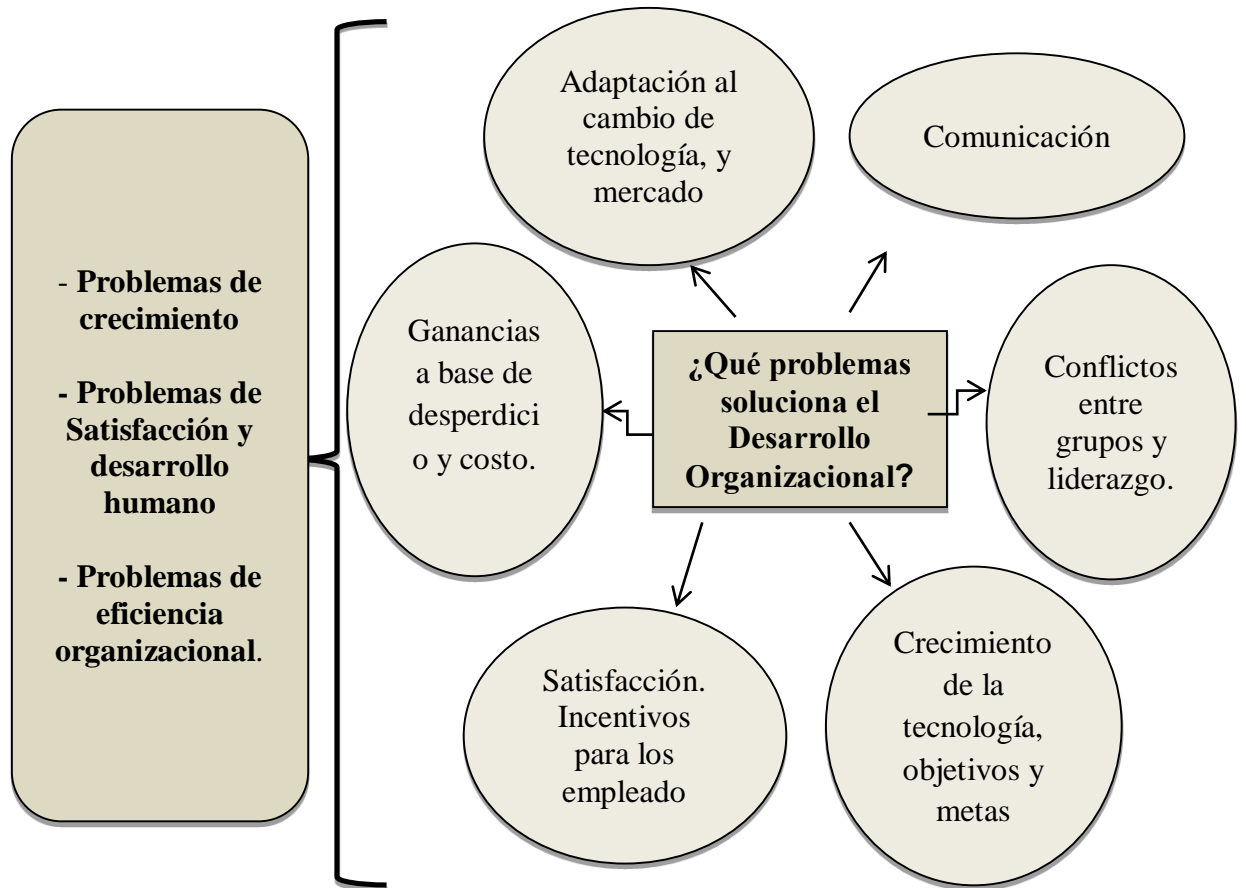 - Problemas de
crecimiento
- Problemas de
Satisfacción y
desarrollo
humano
- Problemas de
eficiencia
organizacional.
Adaptación al
cambio de
tecnología, y
mercado
Comunicación
Ganancias
a base de
desperdici
o y costo.
¿Qué problemas
soluciona el
Desarrollo
Organizacional?
Conflictos
entre
grupos y
liderazgo.
Satisfacción.
Incentivos
para los
empleado
Crecimiento
de la
tecnología,
objetivos y
metas